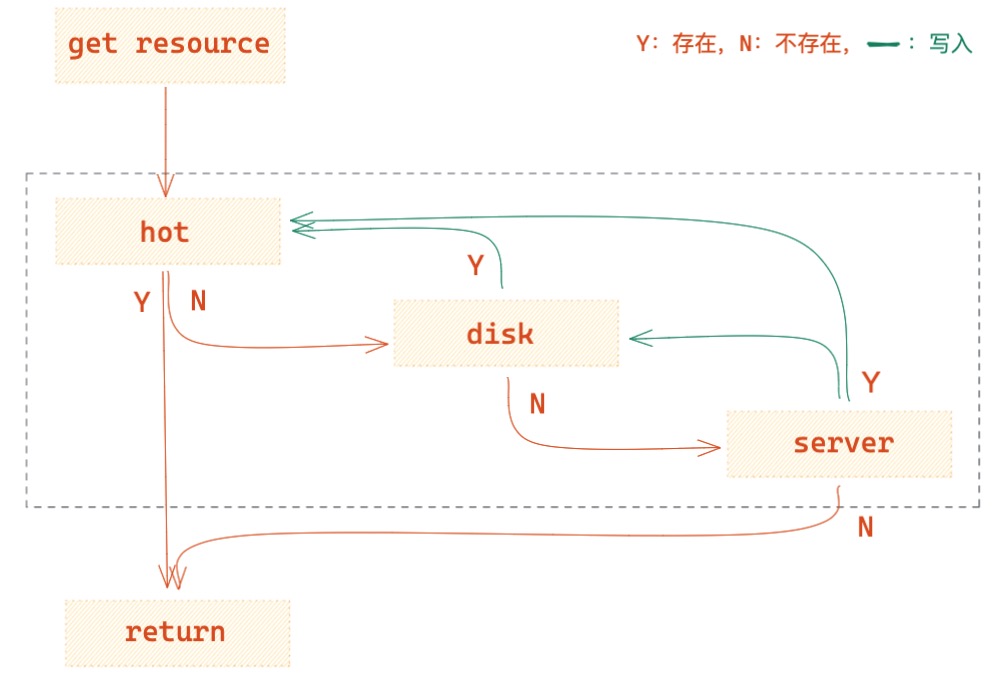 get resource
Y: 存在, N: 不存在, : 写入
hot
Y
N
Y
disk
Y
N
server
N
return